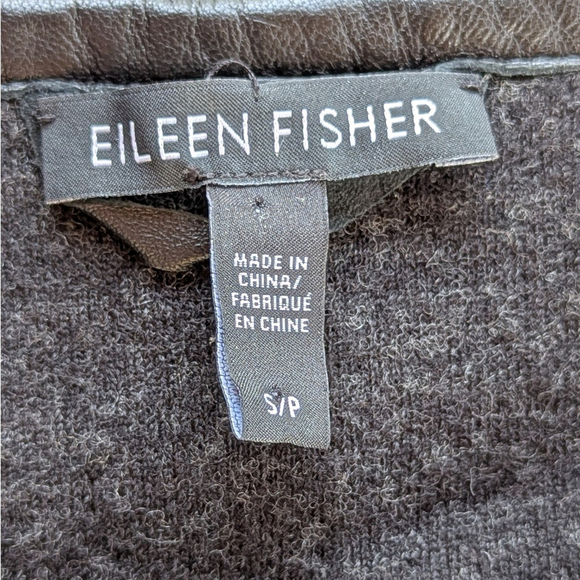 EILEEN FISHER
MADE IN
CHINA/
FABRIQUÉ
EN CHINE
S/P